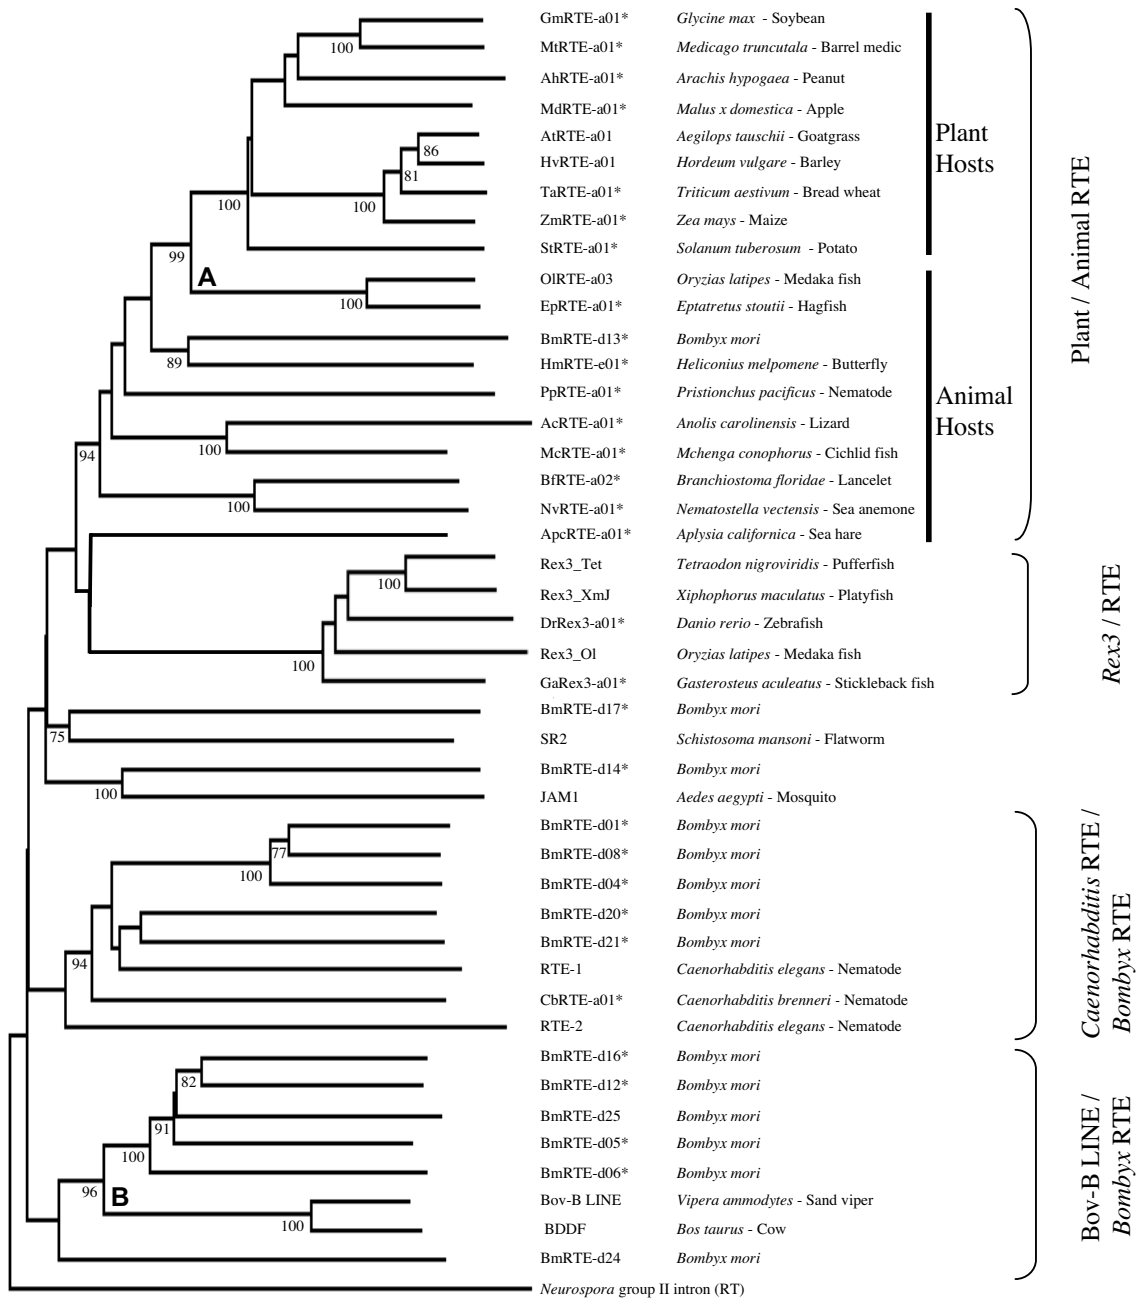 GmRTE-a01* Glycine max - Soybean
MtRTE-a01* Medicago truncutala - Barrel medic
AhRTE-a01* Arachis hypogaea - Peanut
MdRTE-a01* Malus x domestica - Apple
AtRTE-a01 Aegilops tauschii - Goatgrass
HvRTE-a01 Hordeum vulgare - Barley
TaRTE-a01* Triticum aestivum - Bread wheat
ZmRTE-a01* Zea mays - Maize
StRTE-a01* Solanum tuberosum - Potato
OlRTE-a03 Oryzias latipes - Medaka fish
EpRTE-a01* Eptatretus stoutii - Hagfish
BmRTE-d13* Bombyx mori
HmRTE-e01* Heliconius melpomene - Butterfly
PpRTE-a01* Pristionchus pacificus - Nematode
AcRTE-a01* Anolis carolinensis - Lizard
McRTE-a01* Mchenga conophorus - Cichlid fish
BfRTE-a02* Branchiostoma floridae - Lancelet
NvRTE-a01* Nematostella vectensis - Sea anemone
ApcRTE-a01* Aplysia californica - Sea hare
Rex3_Tet Tetraodon nigroviridis - Pufferfish
Rex3_XmJ Xiphophorus maculatus - Platyfish
DrRex3-a01* Danio rerio - Zebrafish
Rex3_Ol Oryzias latipes - Medaka fish
GaRex3-a01* Gasterosteus aculeatus - Stickleback fish
BmRTE-d17* Bombyx mori
SR2 Schistosoma mansoni - Flatworm
BmRTE-d14* Bombyx mori
JAM1 Aedes aegypti - Mosquito
BmRTE-d01* Bombyx mori
BmRTE-d08* Bombyx mori
BmRTE-d04* Bombyx mori
BmRTE-d20* Bombyx mori
BmRTE-d21* Bombyx mori
RTE-1 Caenorhabditis elegans - Nematode
CbRTE-a01* Caenorhabditis brenneri - Nematode
RTE-2 Caenorhabditis elegans - Nematode
BmRTE-d16* Bombyx mori
BmRTE-d12* Bombyx mori
BmRTE-d25 Bombyx mori
BmRTE-d05* Bombyx mori
BmRTE-d06* Bombyx mori
Bov-B LINE Vipera ammodytes - Sand viper
BDDF Bos taurus - Cow
BmRTE-d24 Bombyx mori
Neurospora group II intron (RT)
100
86
81
100
100
99
A
100
89
100
94
100
100
100
75
100
77
100
94
82
91
100
96
B
100
Plant
Hosts
Animal
Hosts
Plant / Animal RTE
Rex3 / RTE
Caenorhabditis RTE /
Bombyx RTE
Bov-B LINE /
Bombyx RTE